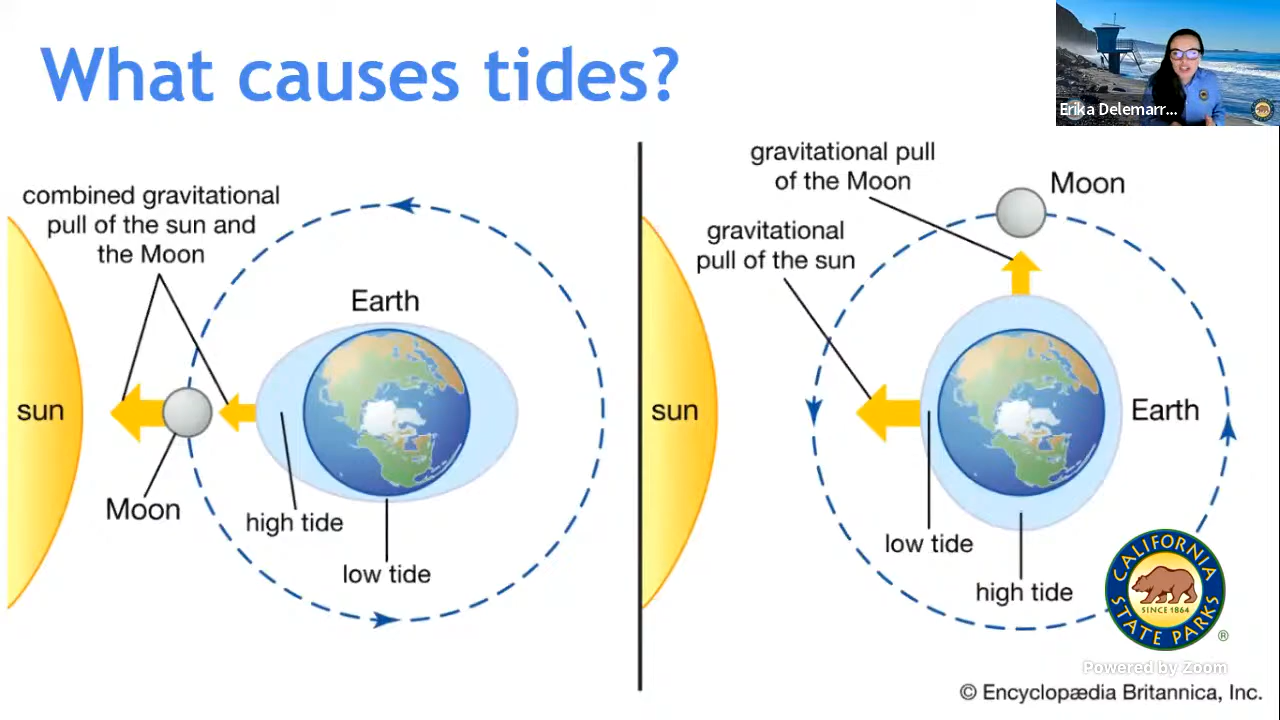 What causes tides?
Erika Delemarr...
combined gravitational
pull of the sun and
the Moon
Earth
sun
Moon
high tide
low tide
gravitational pull
of the Moon
Moon
gravitational
pull of the sun
sun
Earth
low tide
high tide
CALIFORNIA
SINCE 1864
STATE PARKS
®
Powered by Zoom
© Encyclopædia Britannica, Inc.